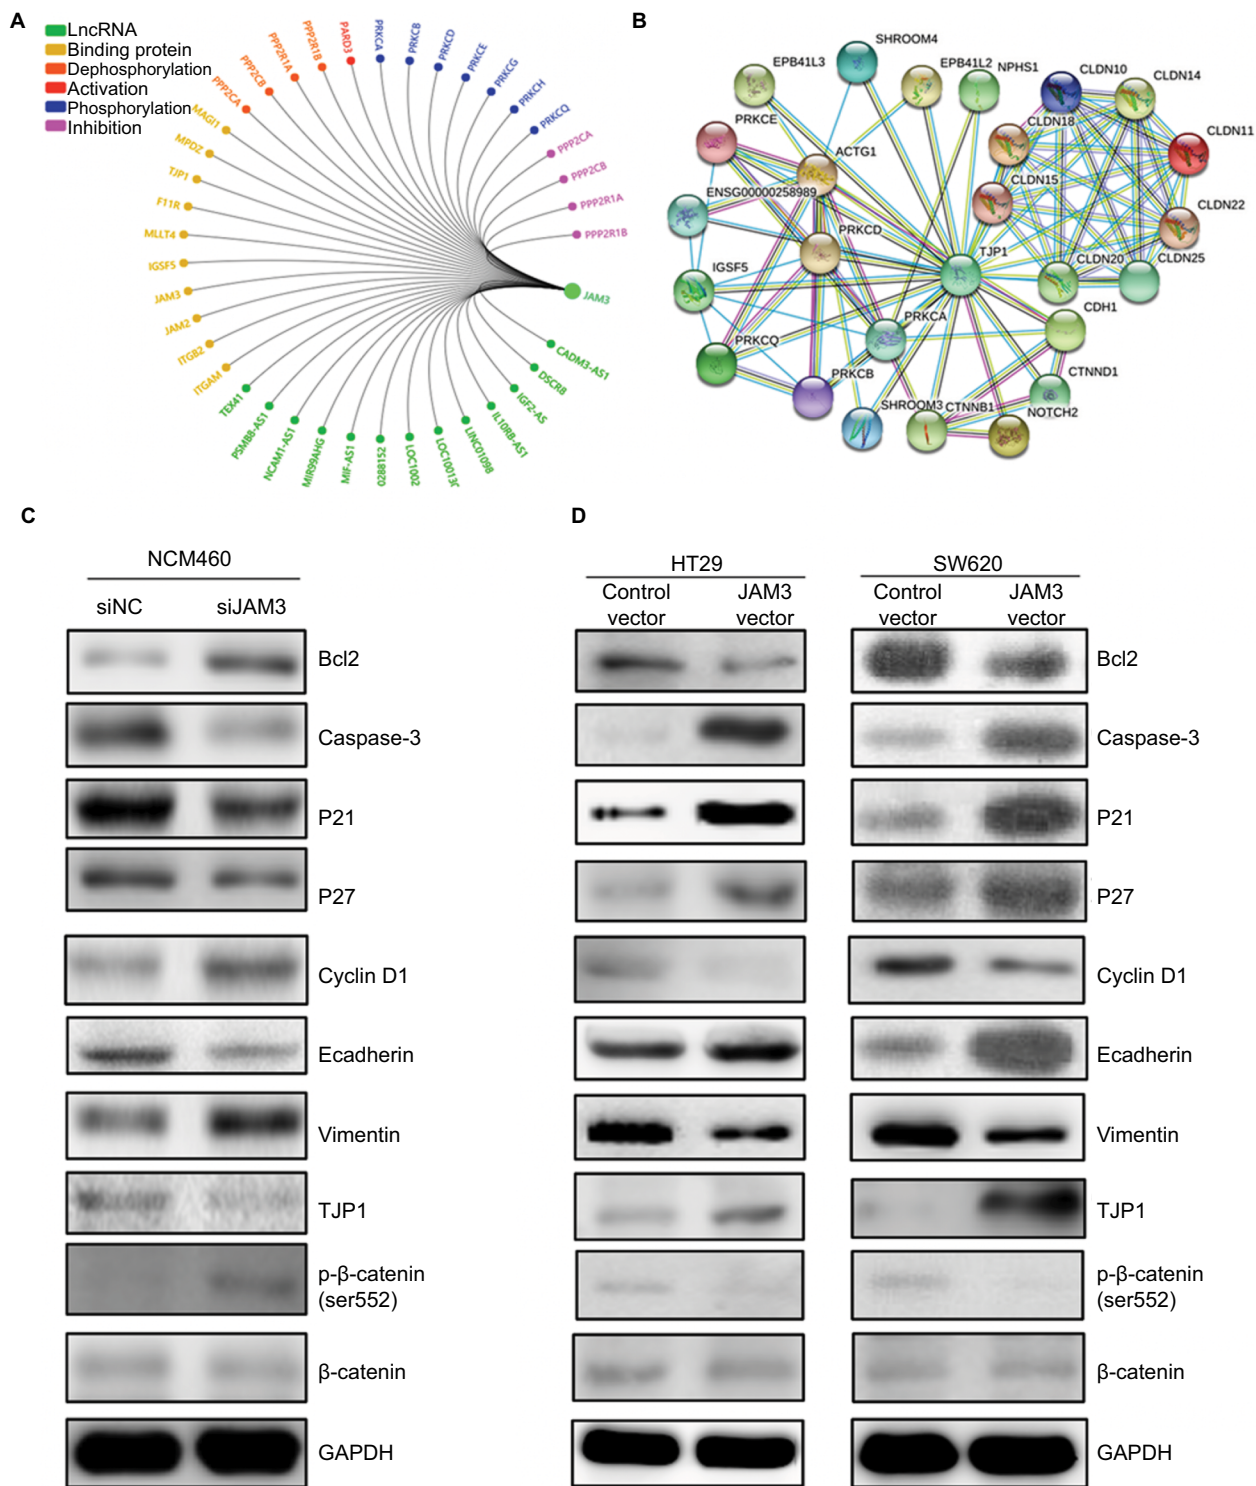 A
LncRNA
Binding protein
Dephosphorylation
Activation
Phosphorylation
Inhibition
PPP2CA
PPP2CB
PPP2R1A
PPP2R1B
PARD3
PRKCA
PRKCB
PRKCD
PRKCE
PRKCG
PRKCH
PRKCQ
PPP2CA
PPP2CB
PPP2R1A
PPP2R1B
JAM3
MAGI1
MPDZ
TJP1
F11R
MLLT4
IGSF5
JAM3
JAM2
ITGB2
ITGAM
TEX41
PSMB8-AS1
NCAM1-AS1
MIR99AHG
MIF-AS1
0288152
LOC1002
LOC10013(
LINC01098
IL10RB-AS1
IGF2-AS
DSCR8
CADM3-AS1
B
SHROOM4
EPB41L3
EPB41L2
NPHS1
CLDN10
CLDN14
PRKCE
CLDN18
CLDN11
ACTG1
CLDN15
ENSG00000258989
CLDN22
PRKCD
TJP1
CLDN20
CLDN25
IGSF5
CDH1
PRKCA
PRKCQ
CTNND1
PRKCB
SHROOM3
CTNNB1
NOTCH2
C
NCM460
siNC siJAM3
Bcl2
Caspase-3
P21
P27
Cyclin D1
Ecadherin
Vimentin
TJP1
p-β-catenin
(ser552)
β-catenin
GAPDH
D
HT29 SW620
Control JAM3 Control JAM3
vector vector vector vector
Bcl2
Caspase-3
P21
P27
Cyclin D1
Ecadherin
Vimentin
TJP1
p-β-catenin
(ser552)
β-catenin
GAPDH